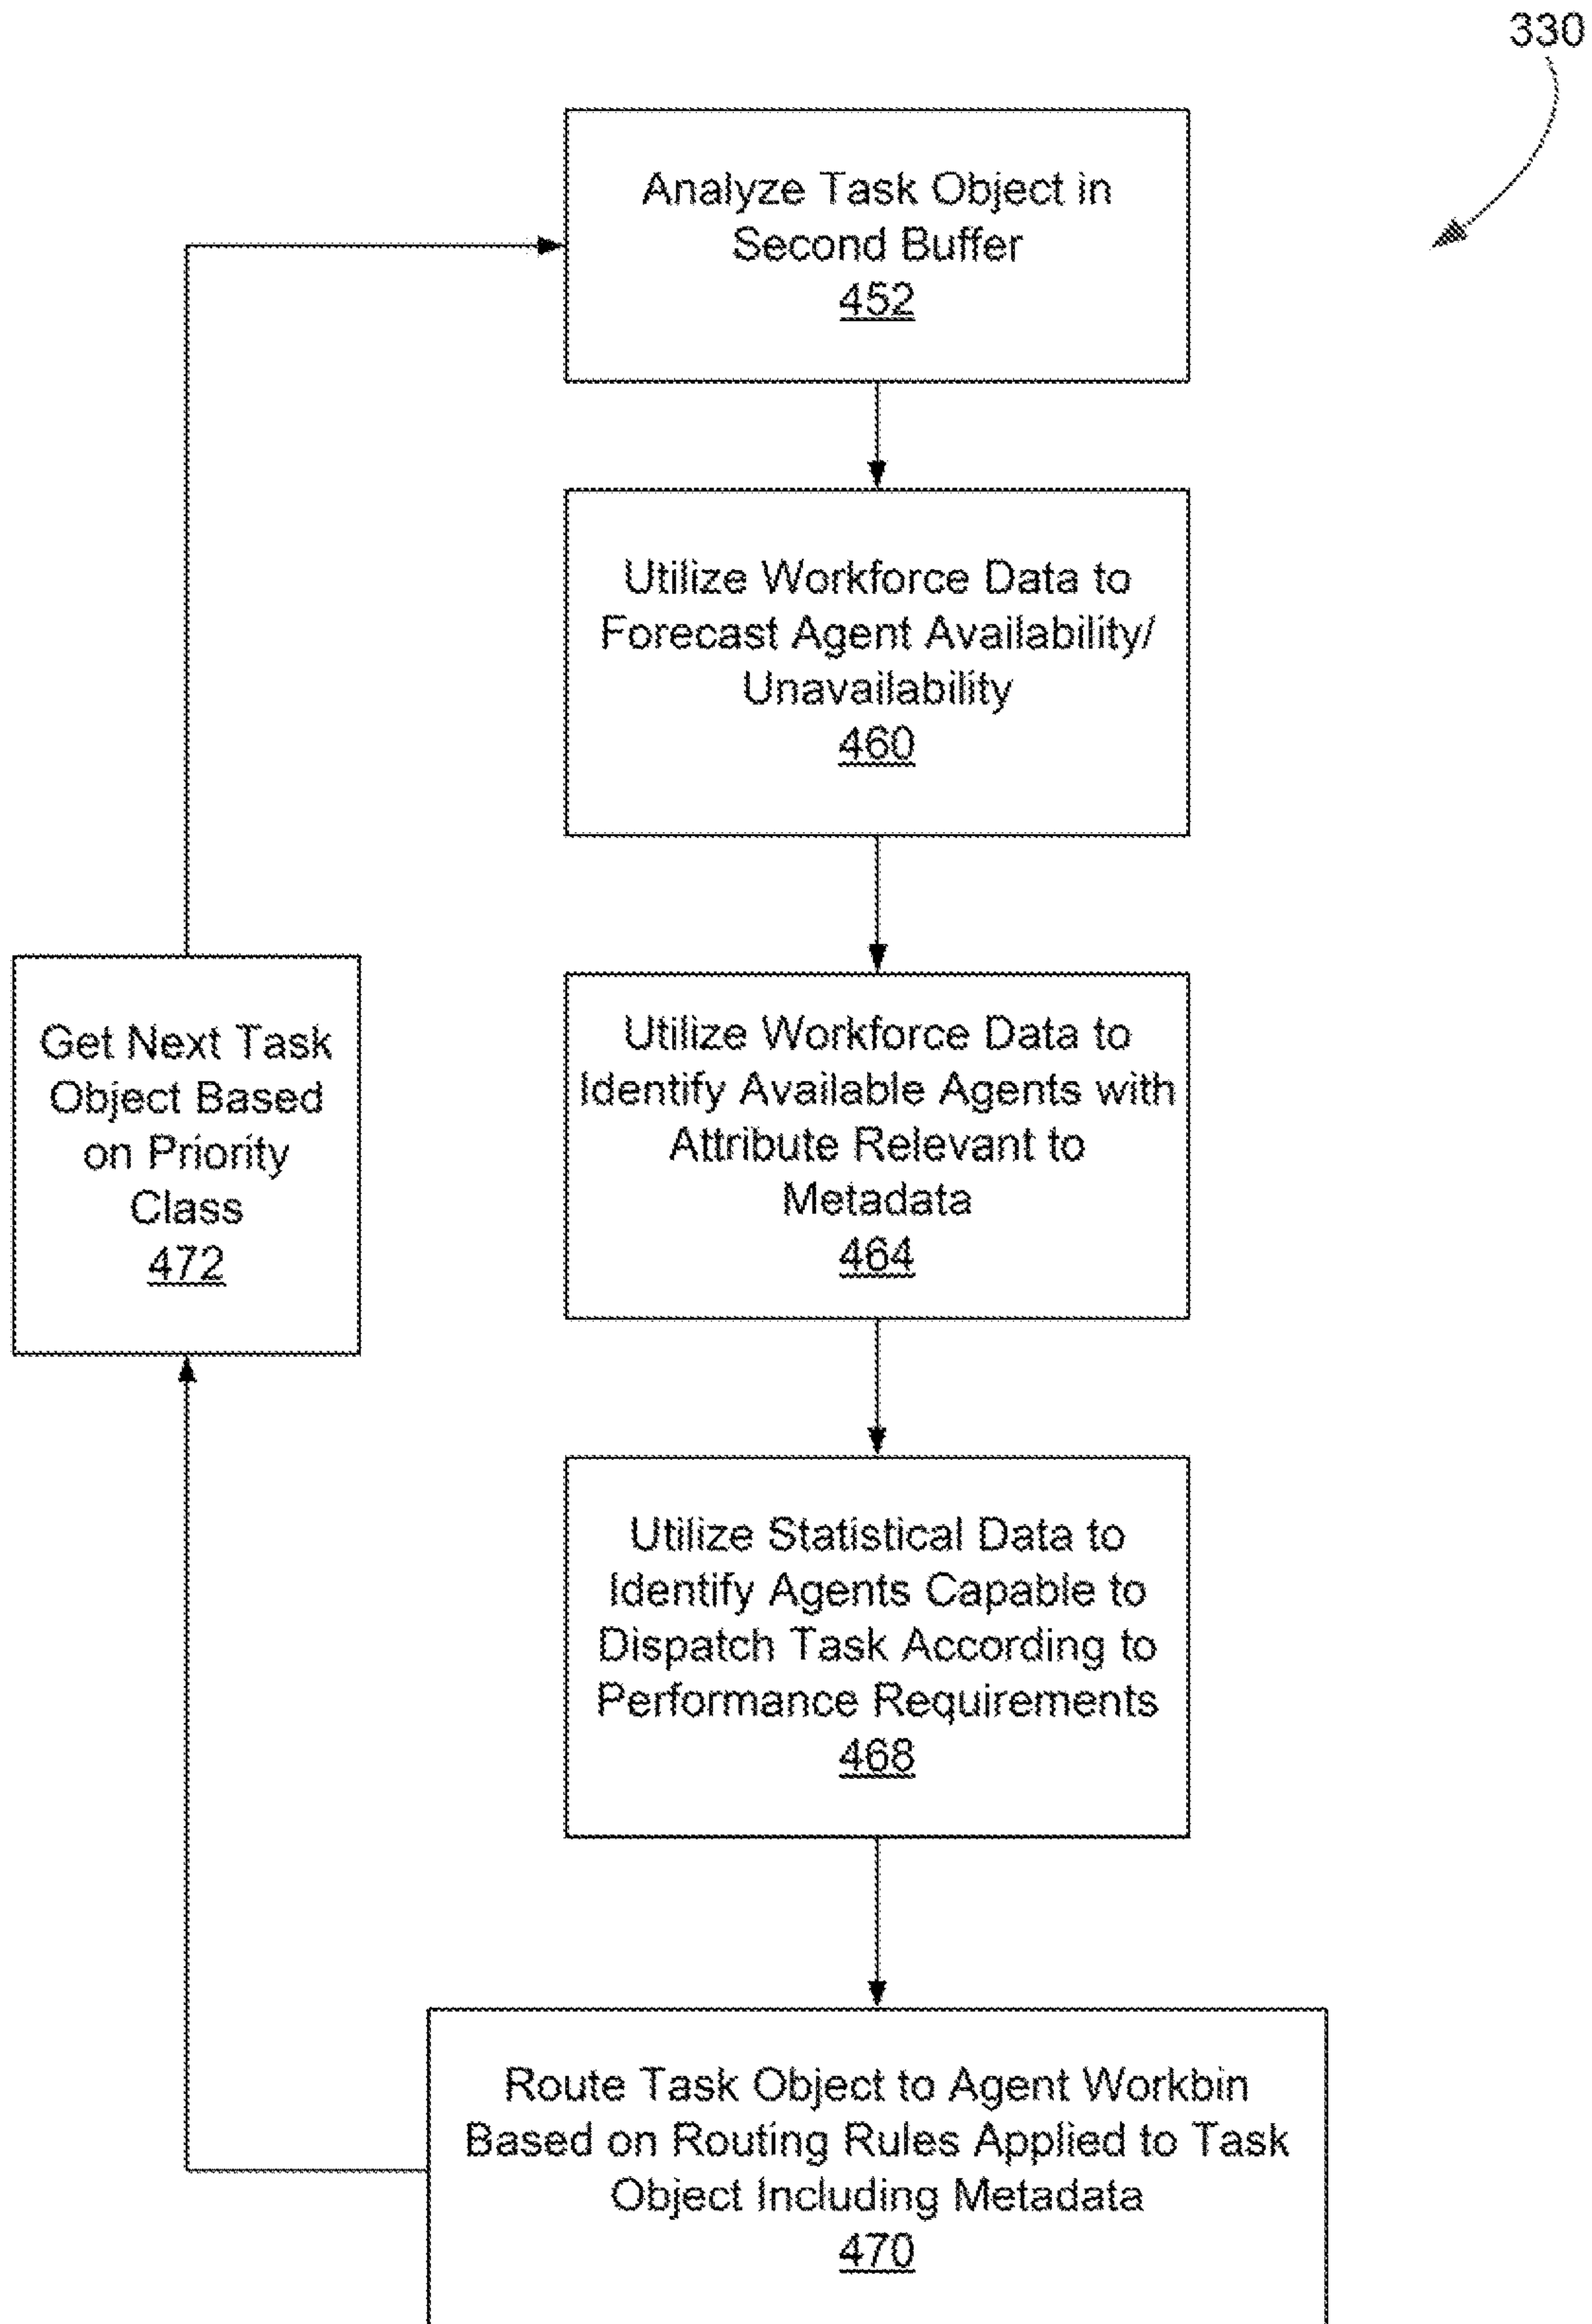 330
Analyze Task Object in
Second Buffer
452
Utilize Workforce Data to
Forecast Agent Availability/
Unavailability
460
Utilize Workforce Data to
Identify Available Agents with
Attribute Relevant to
Metadata
464
Get Next Task
Object Based
on Priority
Class
472
Utilize Statistical Data to
Identify Agents Capable to
Dispatch Task According to
Performance Requirements
468
Route Task Object to Agent Workbin
Based on Routing Rules Applied to Task
Object Including Metadata
470